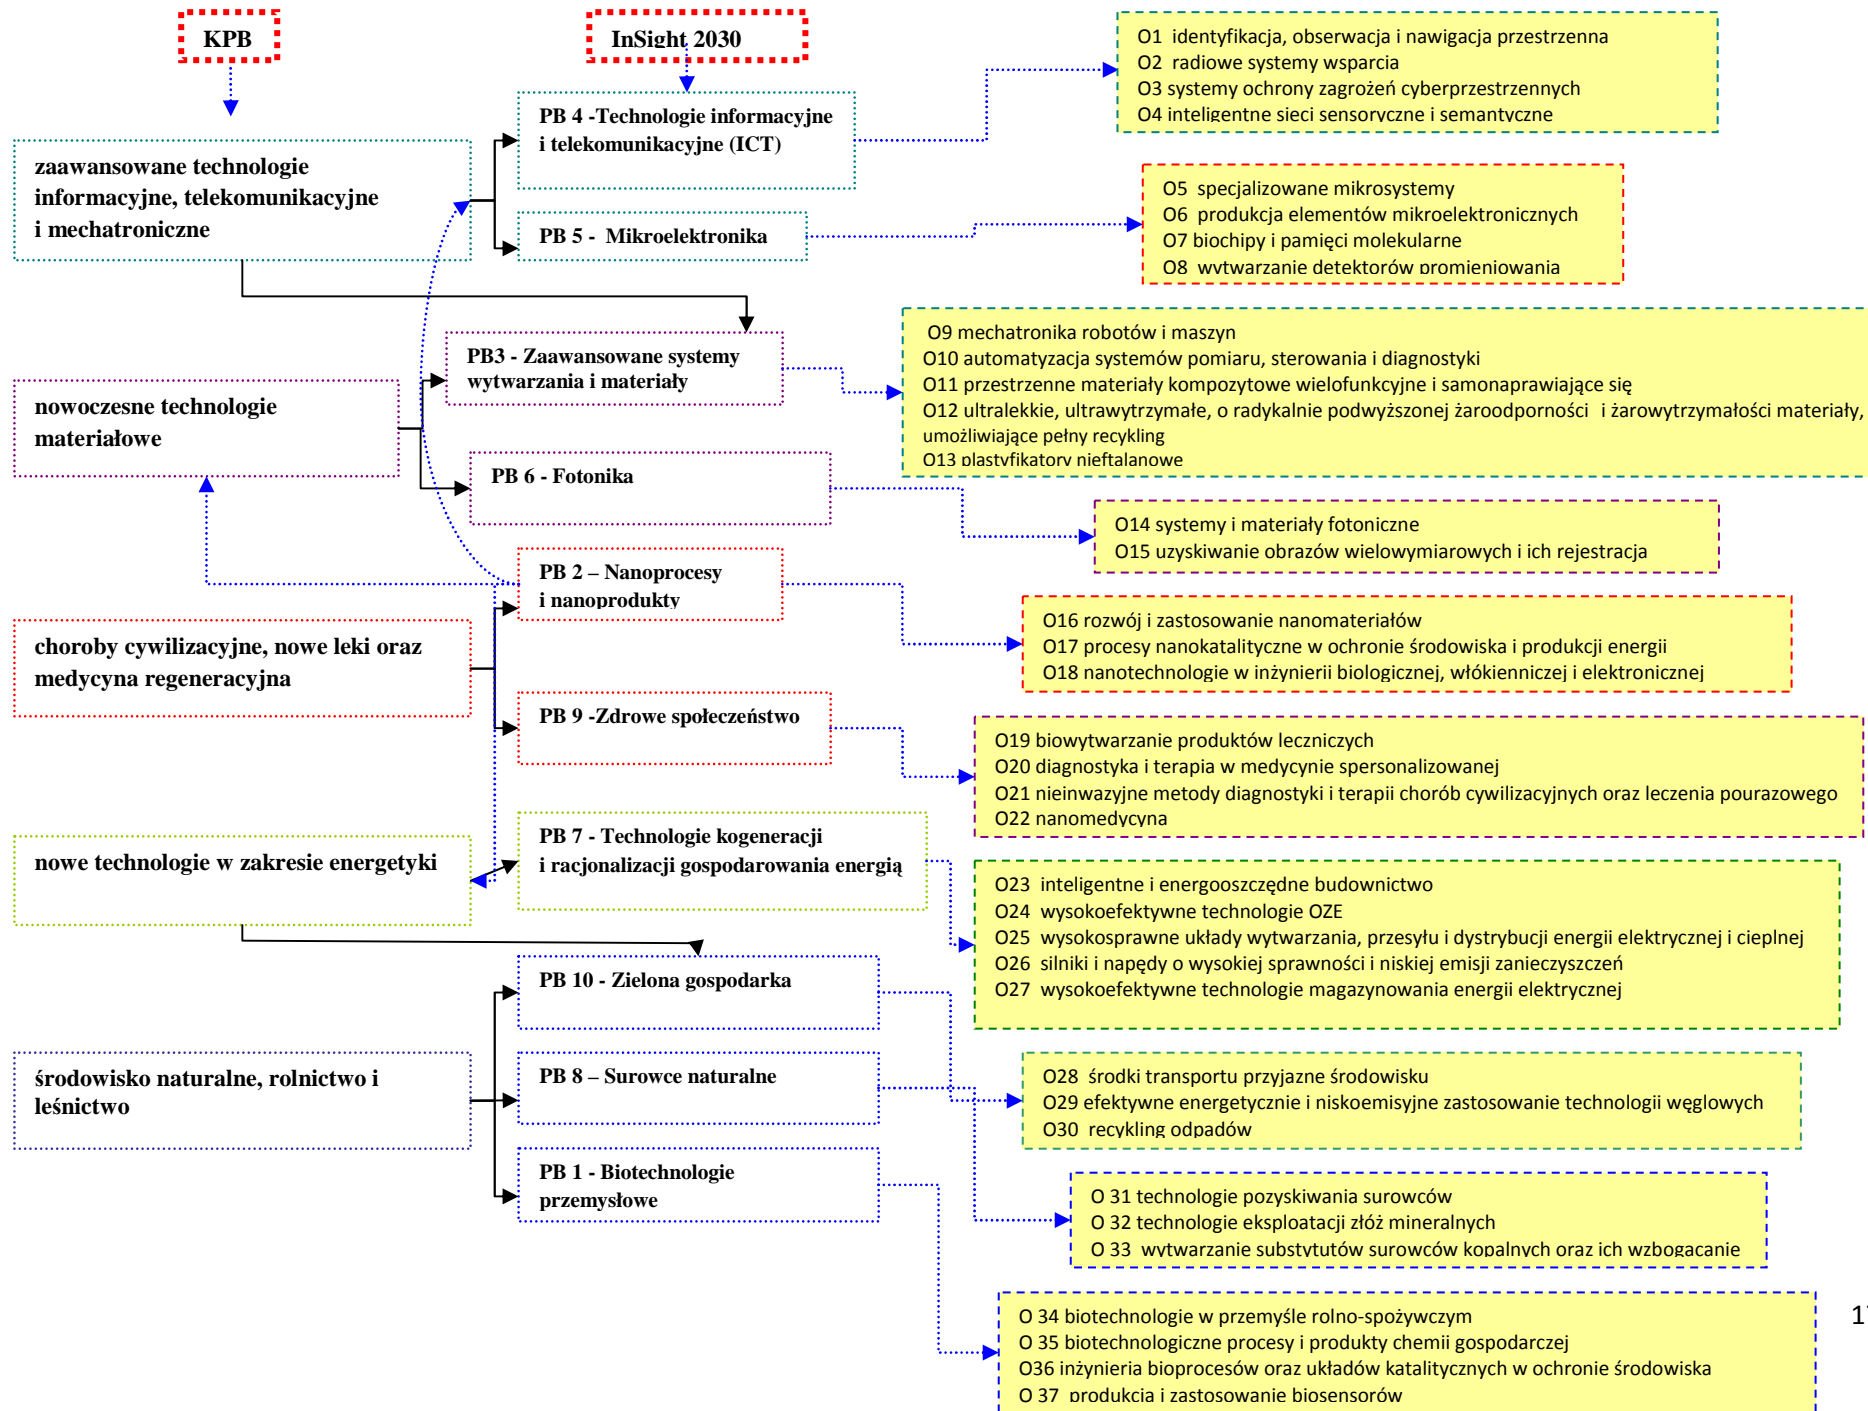 KPB
InSight 2030
zaawansowane technologie
informacyjne, telekomunikacyjne
i mechatroniczne
nowoczesne technologie
materiałowe
choroby cywilizacyjne, nowe leki oraz
medycyna regeneracyjna
nowe technologie w zakresie energetyki
środowisko naturalne, rolnictwo i
leśnictwo
PB 4 -Technologie informacyjne
i telekomunikacyjne (ICT)
PB 5 - Mikroelektronika
PB3 - Zaawansowane systemy
wytwarzania i materiały
PB 6 - Fotonika
PB 2 – Nanoprocesy
i nanoprodukty
PB 9 -Zdrowe społeczeństwo
PB 7 - Technologie kogeneracji
i racjonalizacji gospodarowania energią
PB 10 - Zielona gospodarka
PB 8 – Surowce naturalne
PB 1 - Biotechnologie
przemysłowe
O1 identyfikacja, obserwacja i nawigacja przestrzenna
O2 radiowe systemy wsparcia
O3 systemy ochrony zagrożeń cyberprzestrzennych
O4 inteligentne sieci sensoryczne i semantyczne
O5 specjalizowane mikrosystemy
O6 produkcja elementów mikroelektronicznych
O7 biochipy i pamięci molekularne
O8 wytwarzanie detektorów promieniowania
O9 mechatronika robotów i maszyn
O10 automatyzacja systemów pomiaru, sterowania i diagnostyki
O11 przestrzenne materiały kompozytowe wielofunkcyjne i samonaprawiające się
O12 ultralekkie, ultrawytrzymałe, o radykalnie podwyższonej żaroodporności i żarowytrzymałości materiały,
umożliwiające pełny recykling
O13 plastyfikatory nieftalanowe
O14 systemy i materiały fotoniczne
O15 uzyskiwanie obrazów wielowymiarowych i ich rejestracja
O16 rozwój i zastosowanie nanomateriałów
O17 procesy nanokatalityczne w ochronie środowiska i produkcji energii
O18 nanotechnologie w inżynierii biologicznej, włókienniczej i elektronicznej
O19 biowytwarzanie produktów leczniczych
O20 diagnostyka i terapia w medycynie spersonalizowanej
O21 nieinwazyjne metody diagnostyki i terapii chorób cywilizacyjnych oraz leczenia pourazowego
O22 nanomedycyna
O23 inteligentne i energooszczędne budownictwo
O24 wysokoefektywne technologie OZE
O25 wysokosprawne układy wytwarzania, przesyłu i dystrybucji energii elektrycznej i cieplnej
O26 silniki i napędy o wysokiej sprawności i niskiej emisji zanieczyszczeń
O27 wysokoefektywne technologie magazynowania energii elektrycznej
O28 środki transportu przyjazne środowisku
O29 efektywne energetycznie i niskoemisyjne zastosowanie technologii węglowych
O30 recykling odpadów
O 31 technologie pozyskiwania surowców
O 32 technologie eksploatacji złóż mineralnych
O 33 wytwarzanie substytutów surowców kopalnych oraz ich wzbogacanie
O 34 biotechnologie w przemyśle rolno-spożywczym
O 35 biotechnologiczne procesy i produkty chemii gospodarczej
O36 inżynieria bioprocesów oraz układów katalitycznych w ochronie środowiska
O 37 produkcja i zastosowanie biosensorów